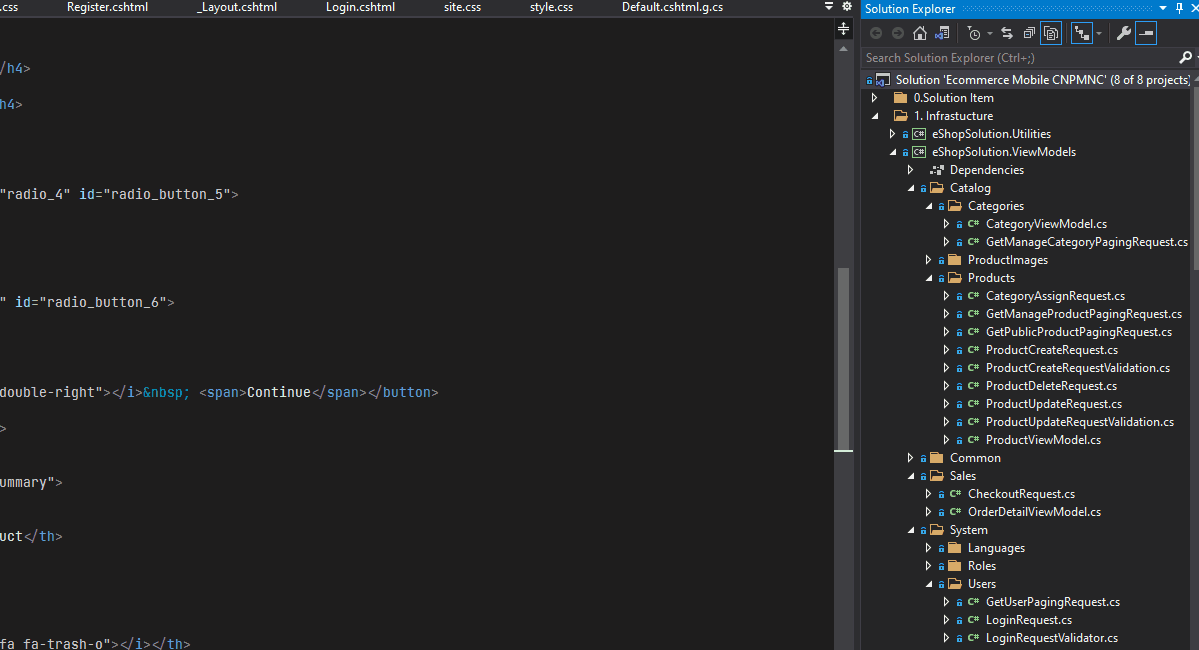 .css Register.cshtml _Layout.cshtml Login.cshtml site.css style.css Default.cshtml.g.cs
/h4>
h4>
"radio_4" id="radio_button_5">
" id="radio_button_6">
double-right"></i>&nbsp; <span>Continue</span></button>
>
ummary">
uct</th>
fa fa-trash-o"></i></th>
Solution Explorer
Search Solution Explorer (Ctrl+;)
Solution 'Ecommerce Mobile CNPMNC' (8 of 8 projects)
0.Solution Item
1. Infrastucture
C# eShopSolution.Utilities
C# eShopSolution.ViewModels
Dependencies
Catalog
Categories
C# CategoryViewModel.cs
C# GetManageCategoryPagingRequest.cs
ProductImages
Products
C# CategoryAssignRequest.cs
C# GetManageProductPagingRequest.cs
C# GetPublicProductPagingRequest.cs
C# ProductCreateRequest.cs
C# ProductCreateRequestValidation.cs
C# ProductDeleteRequest.cs
C# ProductUpdateRequest.cs
C# ProductUpdateRequestValidation.cs
C# ProductViewModel.cs
Common
Sales
C# CheckoutRequest.cs
C# OrderDetailViewModel.cs
System
Languages
Roles
Users
C# GetUserPagingRequest.cs
C# LoginRequest.cs
C# LoginRequestValidator.cs